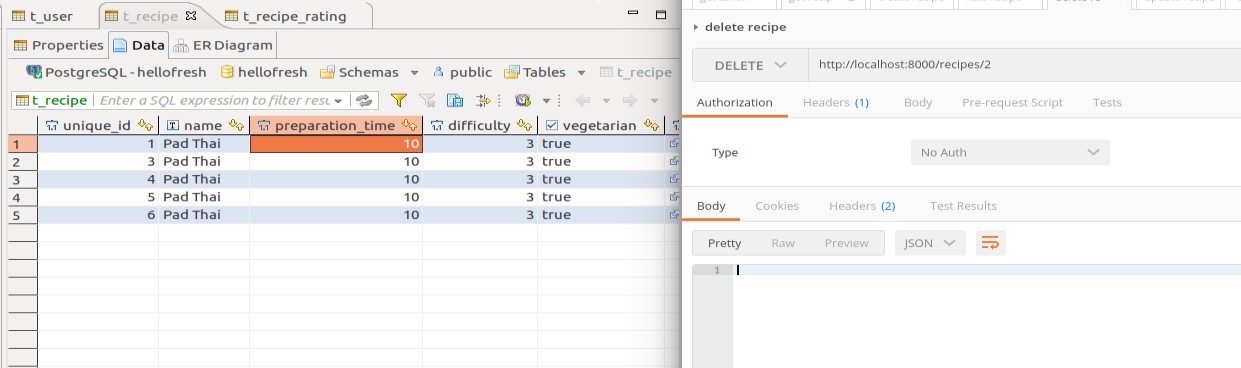 t_user t_recipe t_recipe_rating
Properties Data ER Diagram
PostgreSQL - hellofresh hellofresh Schemas public Tables t_recipe
t_recipe Enter a SQL expression to filter resu
unique_id name preparation_time difficulty vegetarian
1 1 Pad Thai 10 3 true
2 3 Pad Thai 10 3 true
3 4 Pad Thai 10 3 true
4 5 Pad Thai 10 3 true
5 6 Pad Thai 10 3 true
delete recipe
DELETE http://localhost:8000/recipes/2
Authorization Headers (1) Body Pre-request Script Tests
Type No Auth
Body Cookies Headers (2) Test Results
Pretty Raw Preview JSON
1